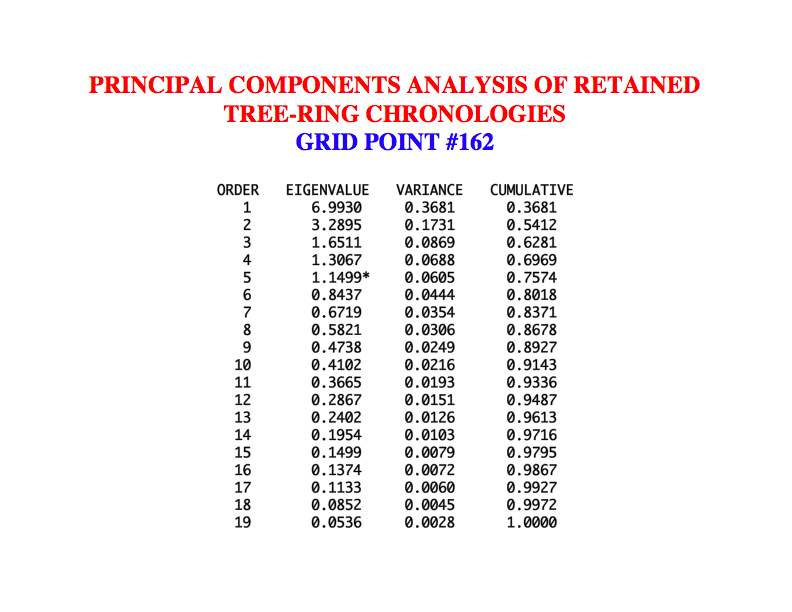 PRINCIPAL COMPONENTS ANALYSIS OF RETAINED
TREE-RING CHRONOLOGIES
GRID POINT #162
ORDER EIGENVALUE VARIANCE CUMULATIVE
1 6.9930 0.3681 0.3681
2 3.2895 0.1731 0.5412
3 1.6511 0.0869 0.6281
4 1.3067 0.0688 0.6969
5 1.1499* 0.0605 0.7574
6 0.8437 0.0444 0.8018
7 0.6719 0.0354 0.8371
8 0.5821 0.0306 0.8678
9 0.4738 0.0249 0.8927
10 0.4102 0.0216 0.9143
11 0.3665 0.0193 0.9336
12 0.2867 0.0151 0.9487
13 0.2402 0.0126 0.9613
14 0.1954 0.0103 0.9716
15 0.1499 0.0079 0.9795
16 0.1374 0.0072 0.9867
17 0.1133 0.0060 0.9927
18 0.0852 0.0045 0.9972
19 0.0536 0.0028 1.0000